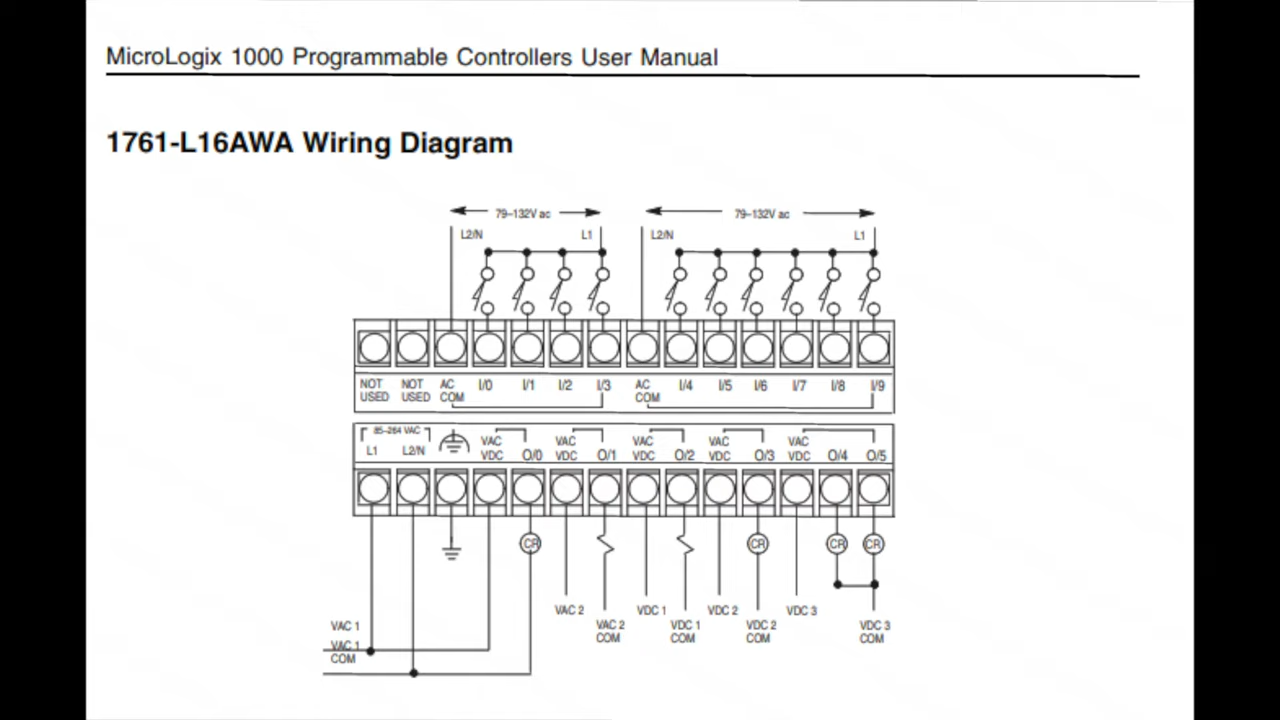 MicroLogix 1000 Programmable Controllers User Manual
1761-L16AWA Wiring Diagram
79–132V ac 79–132V ac
L2/N L1 L2/N L1
NOT USED NOT USED AC COM I/0 I/1 I/2 I/3 AC COM I/4 I/5 I/6 I/7 I/8 I/9
85–264 VAC
L1 L2/N VAC VDC O/0 VAC VDC O/1 VAC VDC O/2 VAC VDC O/3 VAC VDC O/4 O/5
CR CR CR CR
VAC 2 VDC 1 VDC 2 VDC 3
VAC 1 VAC 2 COM VDC 1 COM VDC 2 COM VDC 3 COM
VAC 1 COM